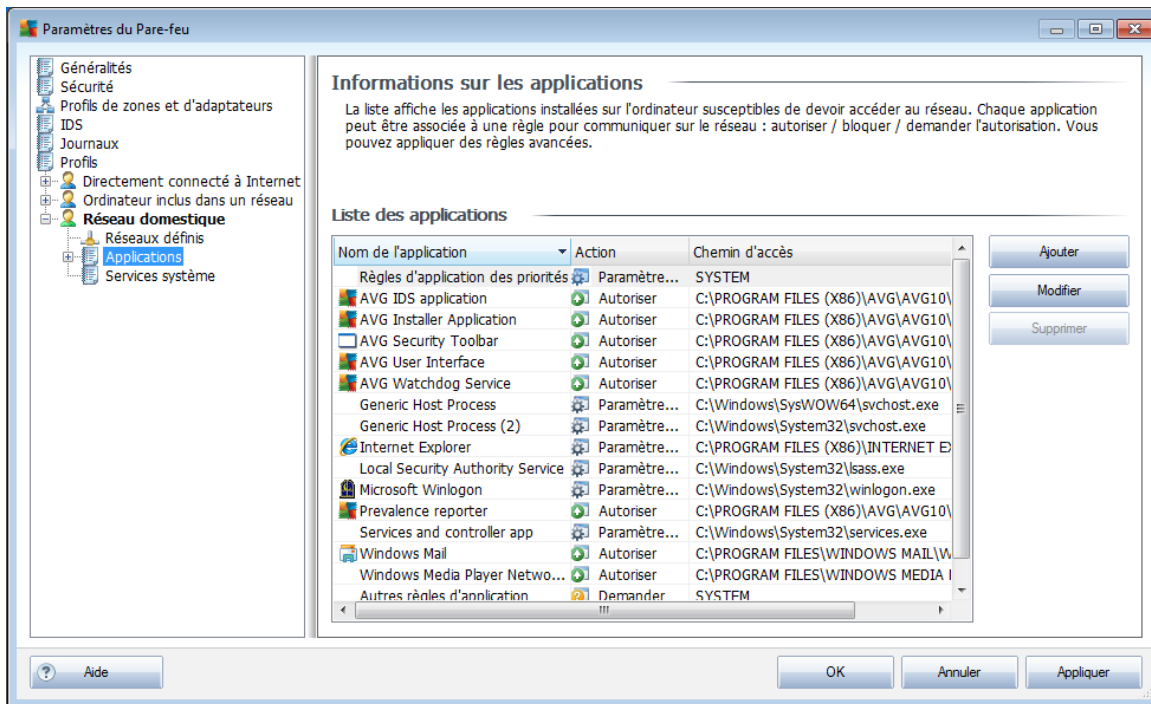 Paramètres du Pare-feu
Généralités
Sécurité
Profils de zones et d'adaptateurs
IDS
Journaux
Profils
Directement connecté à Internet
Ordinateur inclus dans un réseau
Réseau domestique
Réseaux définis
Applications
Services système
Informations sur les applications
La liste affiche les applications installées sur l'ordinateur susceptibles de devoir accéder au réseau. Chaque application
peut être associée à une règle pour communiquer sur le réseau : autoriser / bloquer / demander l'autorisation. Vous
pouvez appliquer des règles avancées.
Liste des applications
Nom de l'application Action Chemin d'accès
Règles d'application des priorités Paramètre... SYSTEM
AVG IDS application Autoriser C:\PROGRAM FILES (X86)\AVG\AVG10\
AVG Installer Application Autoriser C:\PROGRAM FILES (X86)\AVG\AVG10\
AVG Security Toolbar Autoriser C:\PROGRAM FILES (X86)\AVG\AVG10\
AVG User Interface Autoriser C:\PROGRAM FILES (X86)\AVG\AVG10\
AVG Watchdog Service Autoriser C:\PROGRAM FILES (X86)\AVG\AVG10\
Generic Host Process Paramètre... C:\Windows\SysWOW64\svchost.exe
Generic Host Process (2) Paramètre... C:\Windows\System32\svchost.exe
Internet Explorer Paramètre... C:\PROGRAM FILES (X86)\INTERNET
Local Security Authority Service Paramètre... C:\Windows\System32\lsass.exe
Microsoft Winlogon Paramètre... C:\Windows\System32\winlogon.exe
Prevalence reporter Autoriser C:\PROGRAM FILES (X86)\AVG\AVG10\
Services and controller app Paramètre... C:\Windows\System32\services.exe
Windows Mail Autoriser C:\PROGRAM FILES\WINDOWS MAIL\W
Windows Media Player Netwo... Autoriser C:\PROGRAM FILES\WINDOWS MEDIA
Autres règles d'application Demander SYSTEM
Ajouter
Modifier
Supprimer
Aide
OK
Annuler
Appliquer